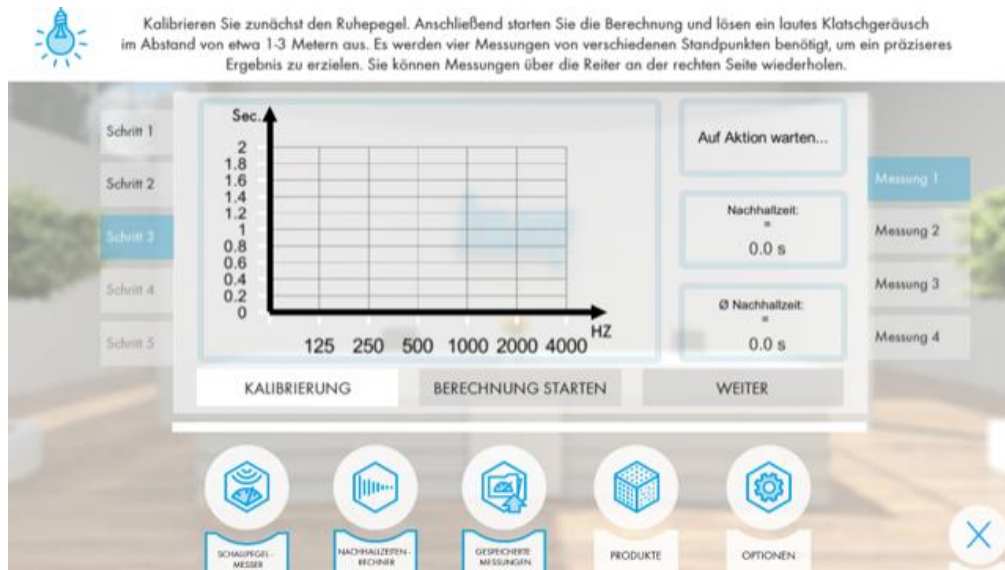 Kalibrieren Sie zunächst den Ruhepegel. Anschließend starten Sie die Berechnung und lösen ein lautes Klatschgeräusch
im Abstand von etwa 1-3 Metern aus. Es werden vier Messungen von verschiedenen Standpunkten benötigt, um ein präziseres
Ergebnis zu erzielen. Sie können Messungen über die Reiter an der rechten Seite wiederholen.
Schritt 1
Schritt 2
Schritt 3
Schritt 4
Schritt 5
Sec.
2
1.8
1.6
1.4
1.2
1
0.8
0.6
0.4
0.2
0
125 250 500 1000 2000 4000
HZ
Auf Aktion warten...
Nachhallzeit:
=
0.0 s
Ø Nachhallzeit:
=
0.0 s
Messung 1
Messung 2
Messung 3
Messung 4
KALIBRIERUNG
BERECHNUNG STARTEN
WEITER
SCHALLPEGEL-
MESSER
NACHHALLZEITEN-
RECHNER
GESPEICHERTE
MESSUNGEN
PRODUKTE
OPTIONEN